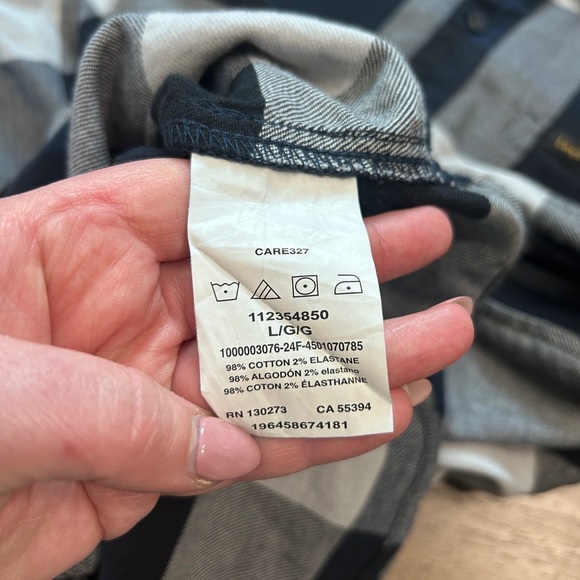 CARE327
112354850
L/G/G
1000003076-24F-4501070785
98% COTTON 2% ELASTANE
98% ALGODÓN 2% elastano
98% COTON 2% ÉLASTHANNE
RN 130273 CA 55394
196458674181